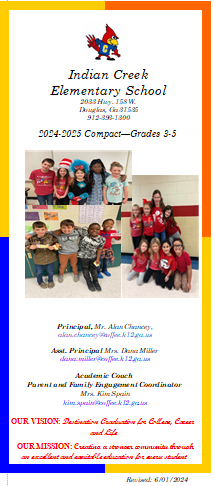 Indian Creek
Elementary School
2033 Hwy. 158 W.
Douglas, Ga 31535
912-393-1300
2024-2025 Compact—Grades 3-5
Principal, Mr. Alan Chancey,
alan.chancey@coffee.k12.ga.us
Asst. Principal Mrs. Dana Miller
dana.miller@coffee.k12.ga.us
Academic Coach
Parent and Family Engagement Coordinator
Mrs. Kim Spain
kim.spain@coffee.k12.ga.us
OUR VISION: Destination Graduation for College, Career
and Life
OUR MISSION: Creating a stronger community through
an excellent and equitable education for every student
Revised: 6/01/2024